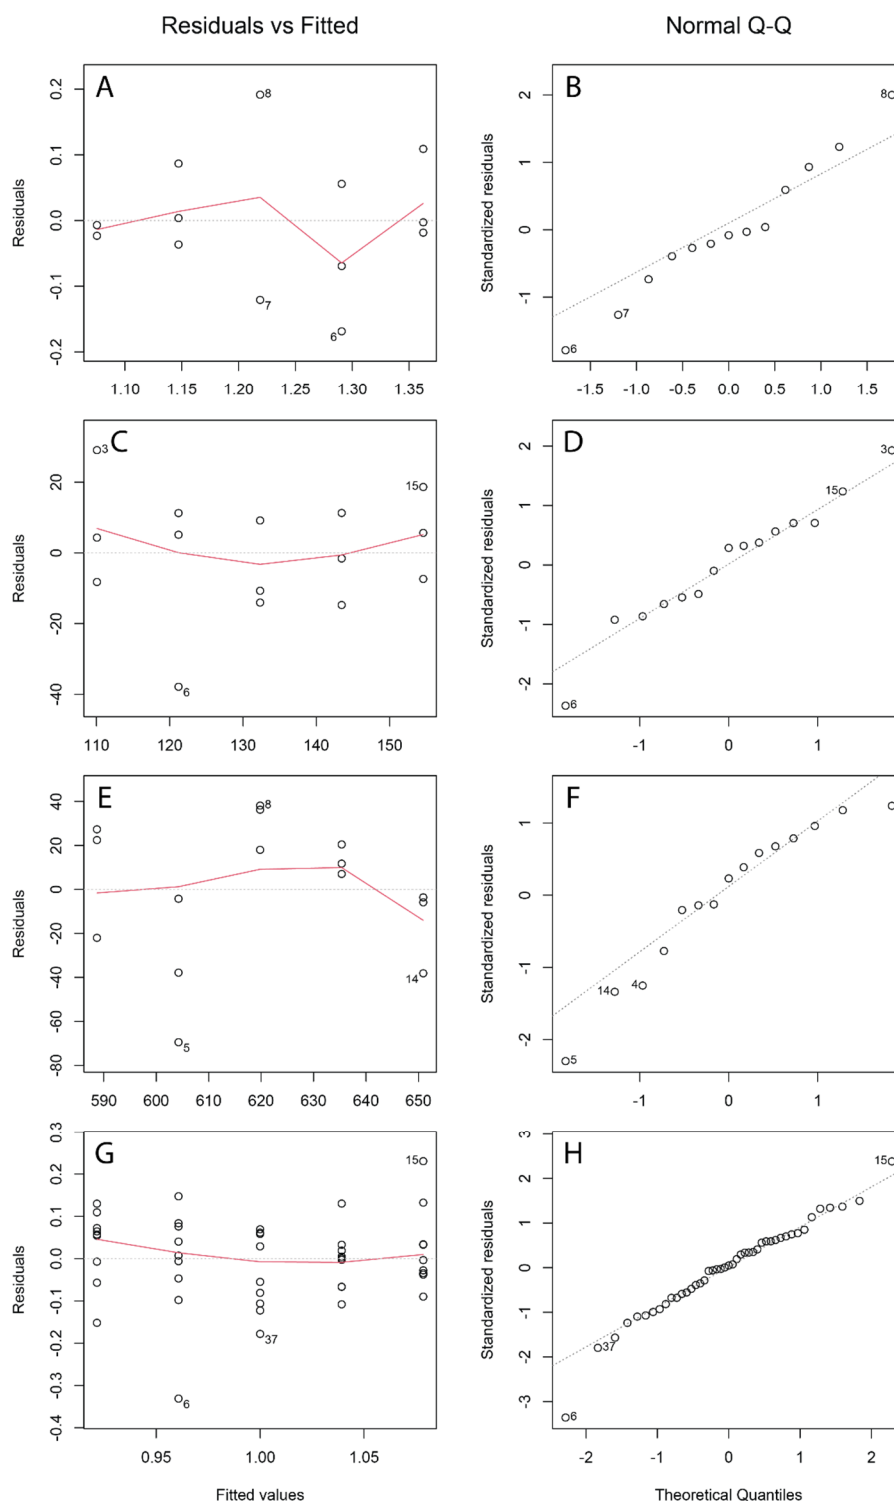 Residuals vs Fitted Normal Q-Q
A
Residuals
0.2
0.1
0.0
-0.1
-0.2
8
7
6
1.10 1.15 1.20 1.25 1.30 1.35
B
Standardized residuals
2
1
0
-1
8
7
6
-1.5 -1.0 -0.5 0.0 0.5 1.0 1.5
C
Residuals
20
0
-20
-40
3
15
6
110 120 130 140 150
D
Standardized residuals
2
1
0
-1
-2
3
15
6
-1 0 1
E
Residuals
40
20
0
-20
-40
-60
-80
8
14
5
590 600 610 620 630 640 650
F
Standardized residuals
1
0
-1
-2
14
4
5
-1 0 1
G
Residuals
0.3
0.2
0.1
0.0
-0.1
-0.2
-0.3
-0.4
15
37
6
0.95 1.00 1.05
Fitted values
H
Standardized residuals
3
2
1
0
-1
-2
-3
15
37
6
-2 -1 0 1 2
Theoretical Quantiles